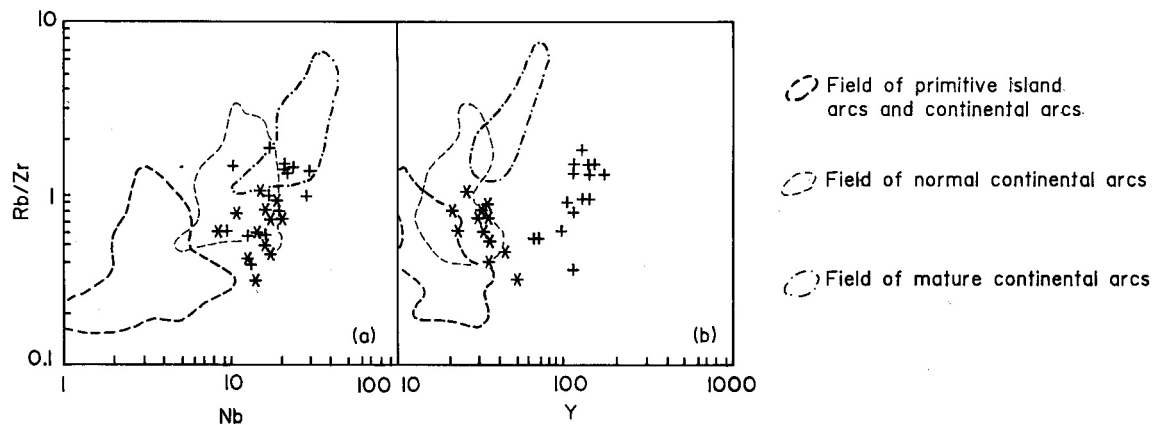 10
1
0.1
Rb/Zr
(a)
(b)
1
10
100
10
100
1000
Nb
Y
Field of primitive island
arcs and continental arcs
Field of normal continental arcs
Field of mature continental arcs